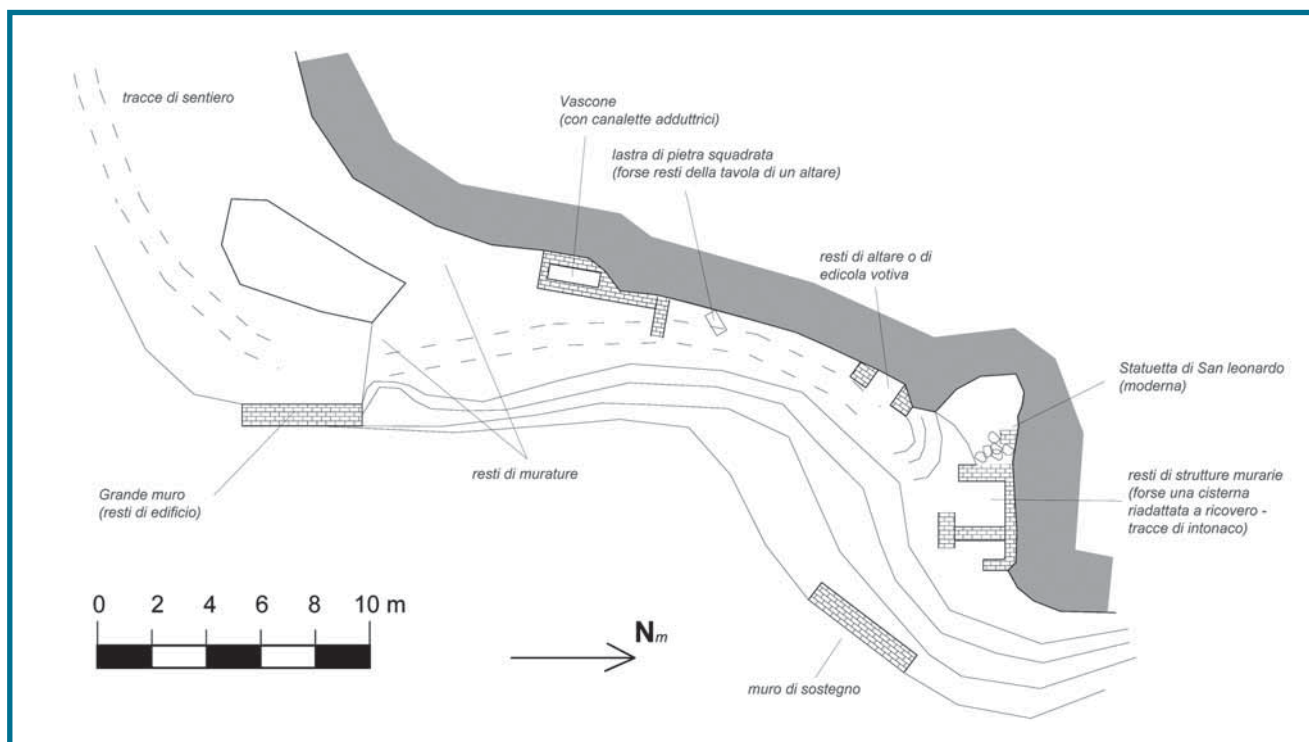 tracce di sentiero
Vascone
(con canalette adduttrici)
lastra di pietra squadrata
(forse resti della tavola di un altare)
resti di altare o di
edicola votiva
Statuetta di San leonardo
(moderna)
resti di strutture murarie
(forse una cisterna
riadattata a ricovero -
tracce di intonaco)
resti di murature
Grande muro
(resti di edificio)
0 2 4 6 8 10 m
Nm
muro di sostegno